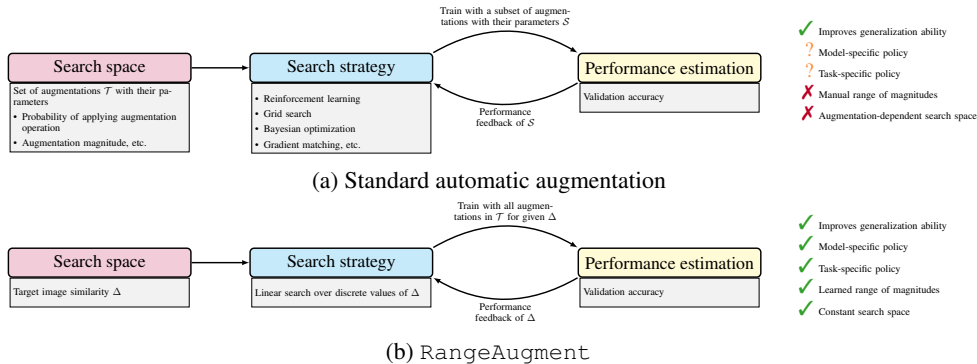 Train with a subset of augm-
entations with their parameters S
Search space
Set of augmentations T with their pa-
rameters
• Probability of applying augmentation
operation
• Augmentation magnitude, etc.
Search strategy
• Reinforcement learning
• Grid search
• Bayesian optimization
• Gradient matching, etc.
Performance estimation
Validation accuracy
Performance
feedback of S
✓ Improves generalization ability
? Model-specific policy
? Task-specific policy
✗ Manual range of magnitudes
✗ Augmentation-dependent search space
(a) Standard automatic augmentation
Train with all augmen-
tations in T for given Δ
Search space
Target image similarity Δ
Search strategy
Linear search over discrete values of Δ
Performance estimation
Validation accuracy
Performance
feedback of Δ
✓ Improves generalization ability
✓ Model-specific policy
✓ Task-specific policy
✓ Learned range of magnitudes
✓ Constant search space
(b) RangeAugment